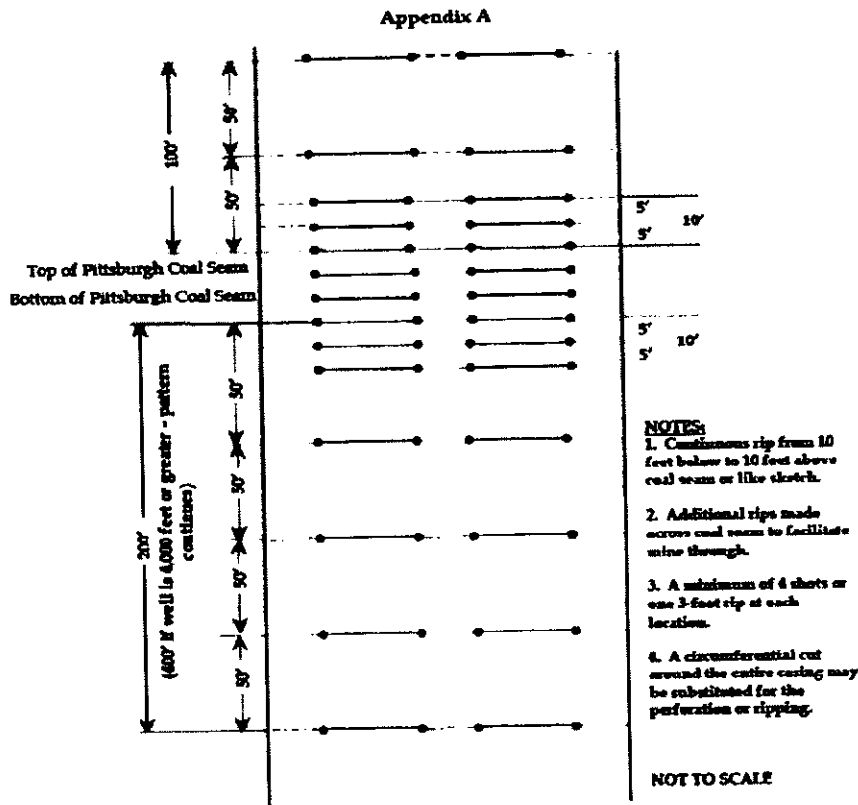 Appendix A
100'
50'
50'
5'
10'
5'
Top of Pittsburgh Coal Seam
Bottom of Pittsburgh Coal Seam
5'
10'
5'
200'
(400' if well is 4,000 feet or greater - pattern
continues)
50'
50'
50'
50'
NOTES:
1. Continuous rip from 10
feet below to 10 feet above
coal seam or like sketch.
2. Additional rips made
across coal seam to facilitate
mine through.
3. A minimum of 4 shots or
one 3-foot rip at each
location.
4. A circumferential cut
around the entire casing may
be substituted for the
perforation or ripping.
NOT TO SCALE